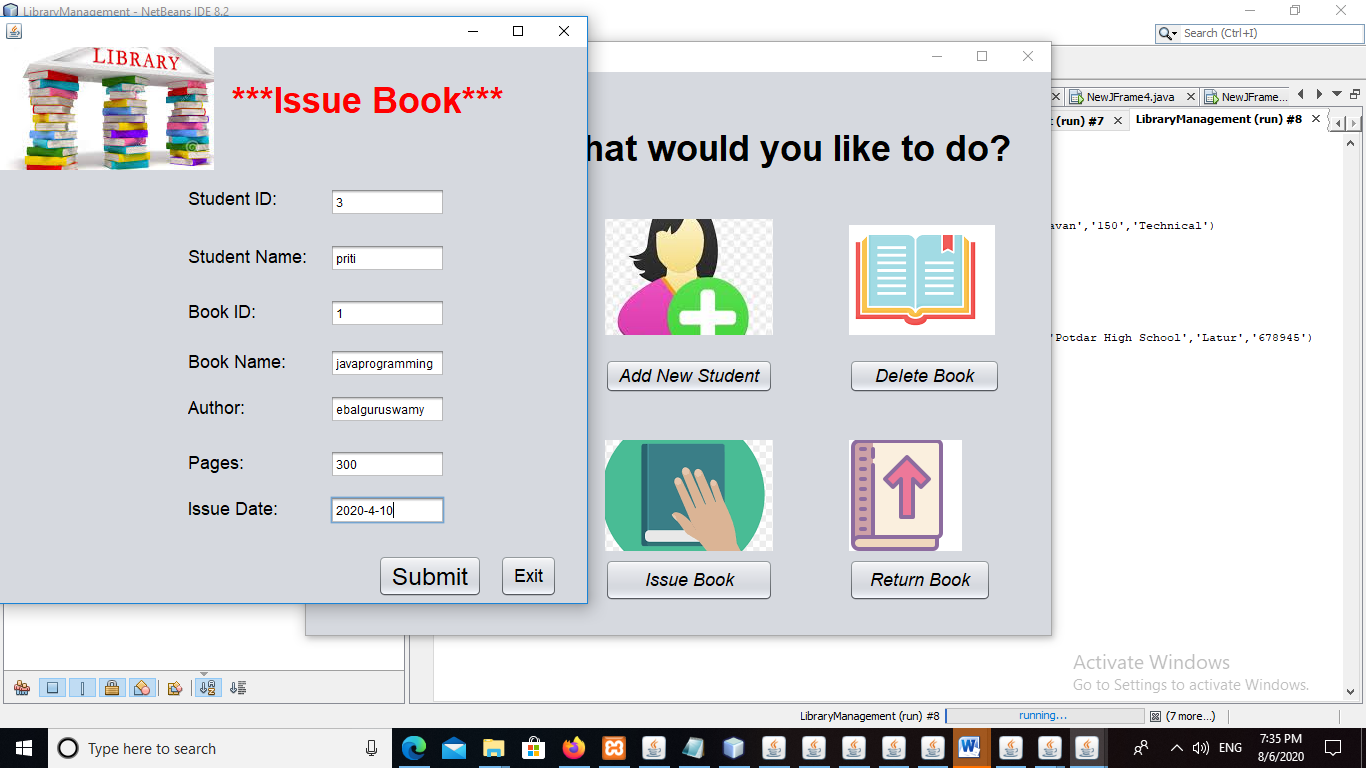 LibraryManagement - NetBeans IDE 8.2
Search (Ctrl+I)
LIBRARY
***Issue Book***
Student ID:
3
Student Name:
priti
Book ID:
1
Book Name:
javaprogramming
Author:
ebalguruswamy
Pages:
300
Issue Date:
2020-4-10
Submit
Exit
hat would you like to do?
Add New Student
Delete Book
Issue Book
Return Book
NewJFrame4.java
NewJFrame...
t (run) #7
LibraryManagement (run) #8
avan','150','Technical')
'Potdar High School','Latur','678945')
Activate Windows
Go to Settings to activate Windows.
LibraryManagement (run) #8
running...
(7 more...)
Type here to search
ENG
7:35 PM
8/6/2020